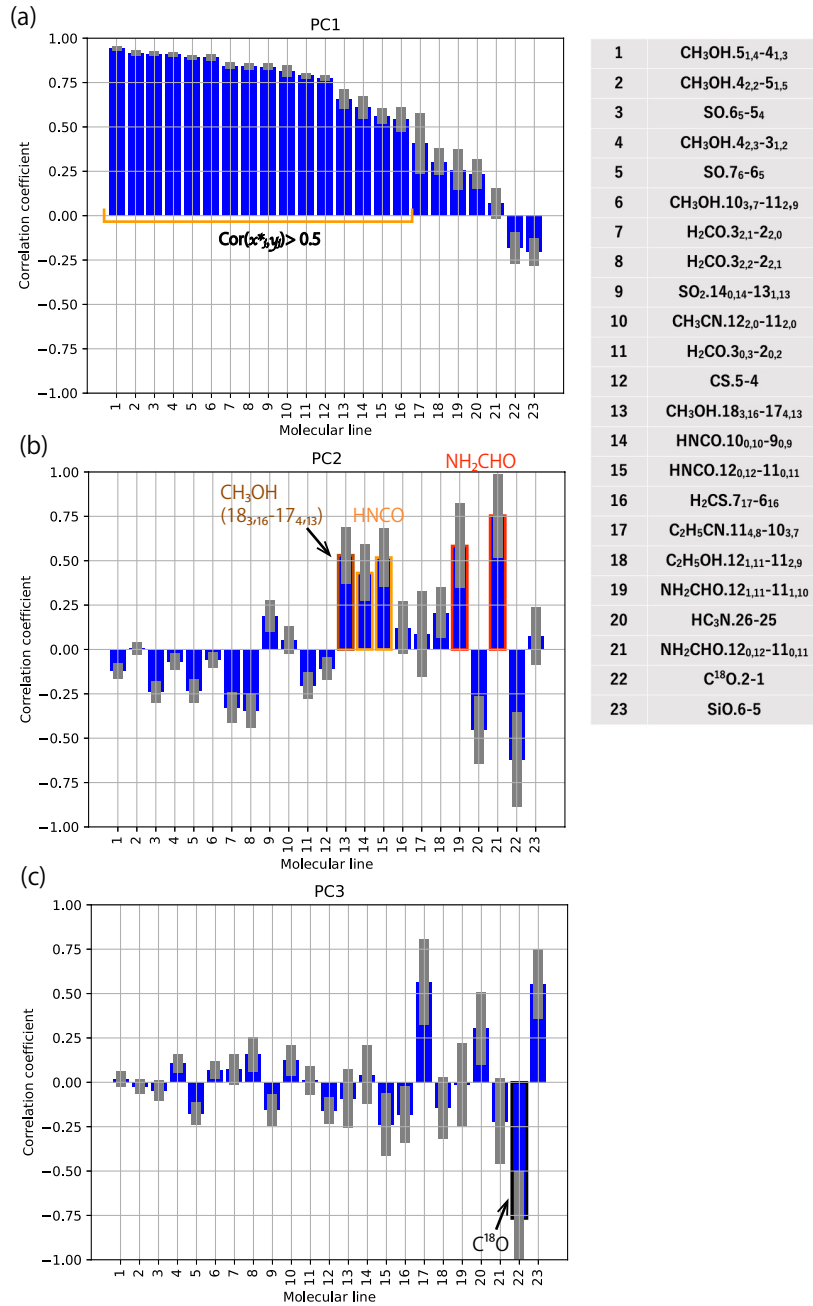 (a)
PC1
1.00
0.75
0.50
0.25
0.00
−0.25
−0.50
−0.75
−1.00
Correlation coefficient
Cor(x*ⱼ,yⱼ)> 0.5
1 2 3 4 5 6 7 8 9 10 11 12 13 14 15 16 17 18 19 20 21 22 23
Molecular line
(b)
PC2
NH₂CHO
CH₃OH
(18₃,₁₆-17₄,₁₃)
HNCO
1.00
0.75
0.50
0.25
0.00
−0.25
−0.50
−0.75
−1.00
Correlation coefficient
1 2 3 4 5 6 7 8 9 10 11 12 13 14 15 16 17 18 19 20 21 22 23
Molecular line
(c)
PC3
1.00
0.75
0.50
0.25
0.00
−0.25
−0.50
−0.75
−1.00
Correlation coefficient
C¹⁸O
1 2 3 4 5 6 7 8 9 10 11 12 13 14 15 16 17 18 19 20 21 22 23
Molecular line
1 CH₃OH.5₁,₄-4₁,₃
2 CH₃OH.4₂,₂-5₁,₅
3 SO.6₅-5₄
4 CH₃OH.4₂,₃-3₁,₂
5 SO.7₆-6₅
6 CH₃OH.10₃,₇-11₂,₉
7 H₂CO.3₂,₁-2₂,₀
8 H₂CO.3₂,₂-2₂,₁
9 SO₂.14₀,₁₄-13₁,₁₃
10 CH₃CN.12₂,₀-11₂,₀
11 H₂CO.3₀,₃-2₀,₂
12 CS.5-4
13 CH₃OH.18₃,₁₆-17₄,₁₃
14 HNCO.10₀,₁₀-9₀,₉
15 HNCO.12₀,₁₂-11₀,₁₁
16 H₂CS.7₁₇-6₁₆
17 C₂H₅CN.11₄,₈-10₃,₇
18 C₂H₅OH.12₁,₁₁-11₂,₉
19 NH₂CHO.12₁,₁₁-11₁,₁₀
20 HC₃N.26-25
21 NH₂CHO.12₀,₁₂-11₀,₁₁
22 C¹⁸O.2-1
23 SiO.6-5